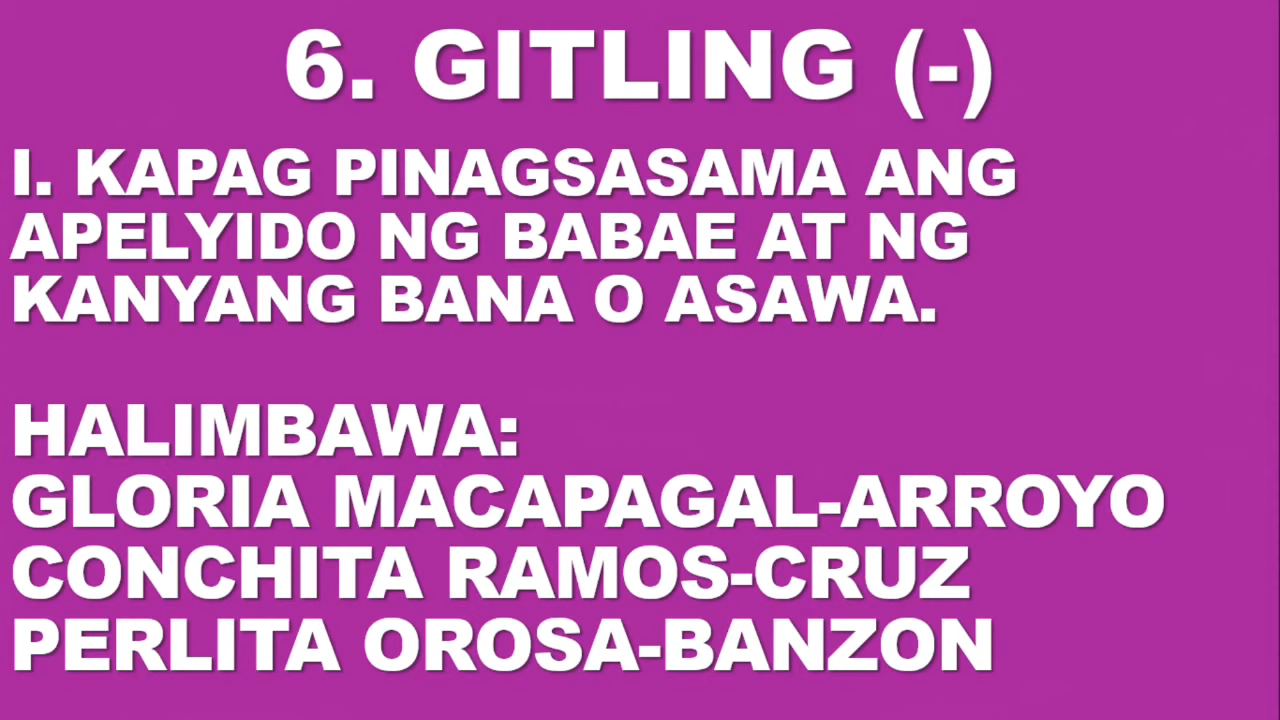 6. GITLING (-)
I. KAPAG PINAGSASAMA ANG
APELYIDO NG BABAE AT NG
KANYANG BANA O ASAWA.
HALIMBAWA:
GLORIA MACAPAGAL-ARROYO
CONCHITA RAMOS-CRUZ
PERLITA OROSA-BANZON